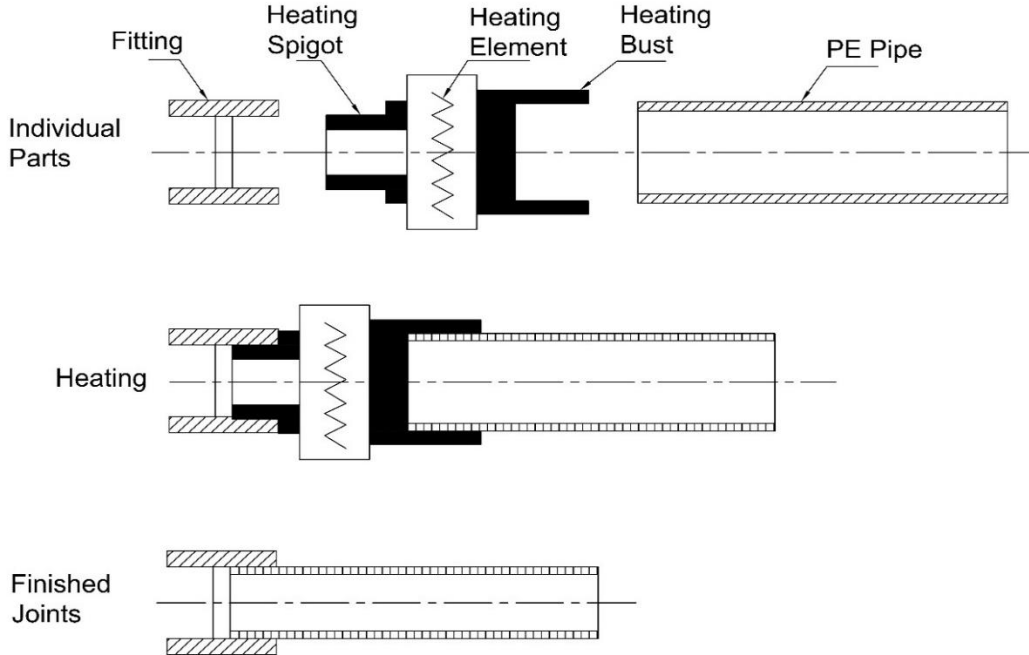 Fitting
Heating
Spigot
Heating
Element
Heating
Bust
PE Pipe
Individual
Parts
Heating
Finished
Joints